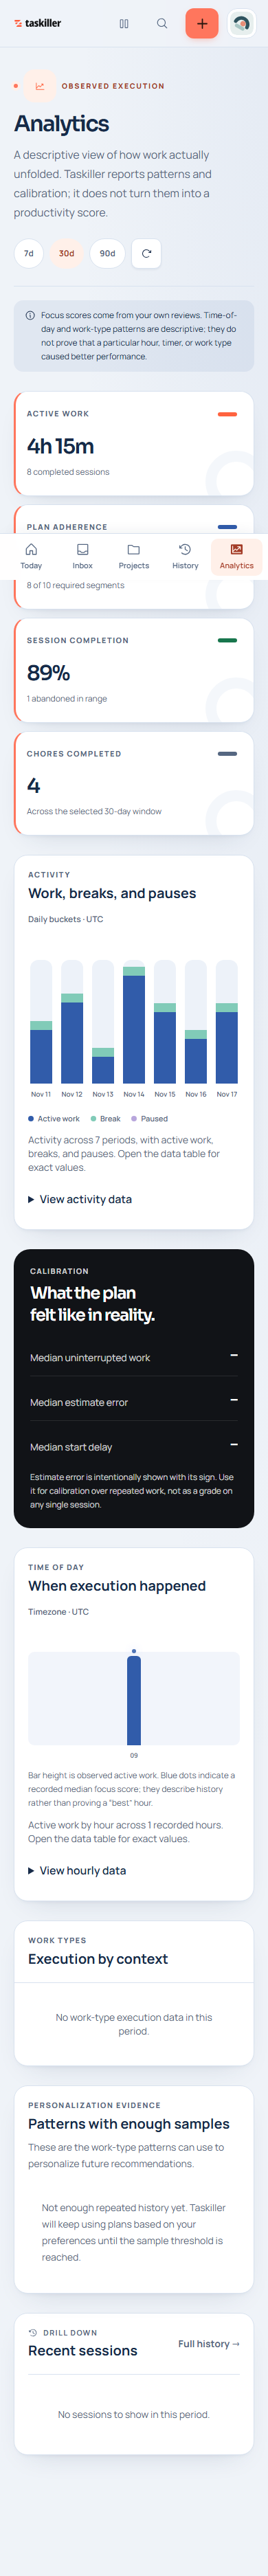 taskiller
OBSERVED EXECUTION
Analytics
A descriptive view of how work actually
unfolded. Taskiller reports patterns and
calibration; it does not turn them into a
productivity score.
7d
30d
90d
Focus scores come from your own reviews. Time-of-
day and work-type patterns are descriptive; they do
not prove that a particular hour, timer, or work type
caused better performance.
ACTIVE WORK
4h 15m
8 completed sessions
PLAN ADHERENCE
Today
Inbox
Projects
History
Analytics
8 of 10 required segments
SESSION COMPLETION
89%
1 abandoned in range
CHORES COMPLETED
4
Across the selected 30-day window
ACTIVITY
Work, breaks, and pauses
Daily buckets · UTC
Nov 11 Nov 12 Nov 13 Nov 14 Nov 15 Nov 16 Nov 17
Active work Break Paused
Activity across 7 periods, with active work,
breaks, and pauses. Open the data table for
exact values.
View activity data
CALIBRATION
What the plan
felt like in reality.
Median uninterrupted work –
Median estimate error –
Median start delay –
Estimate error is intentionally shown with its sign. Use
it for calibration over repeated work, not as a grade on
any single session.
TIME OF DAY
When execution happened
Timezone · UTC
09
Bar height is observed active work. Blue dots indicate a
recorded median focus score; they describe history
rather than proving a "best" hour.
Active work by hour across 1 recorded hours.
Open the data table for exact values.
View hourly data
WORK TYPES
Execution by context
No work-type execution data in this
period.
PERSONALIZATION EVIDENCE
Patterns with enough samples
These are the work-type patterns can use to
personalize future recommendations.
Not enough repeated history yet. Taskiller
will keep using plans based on your
preferences until the sample threshold is
reached.
DRILL DOWN
Recent sessions
Full history →
No sessions to show in this period.